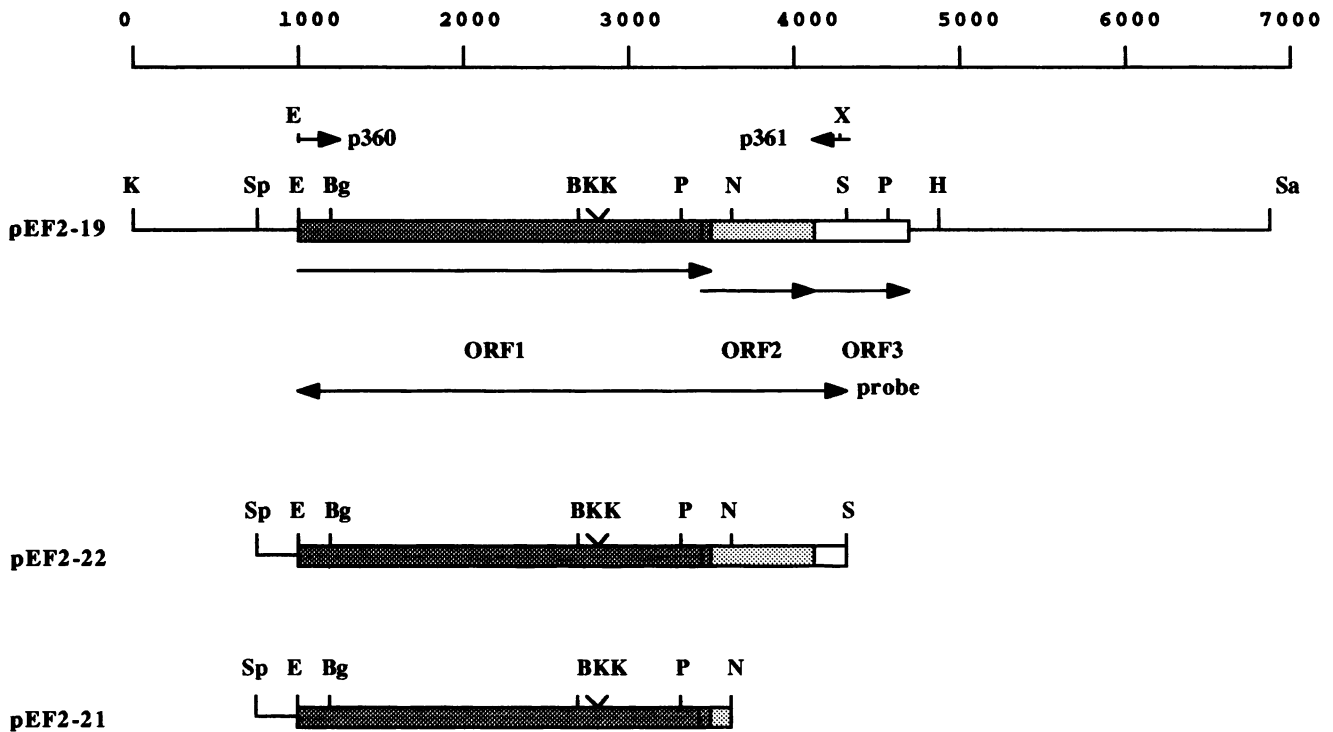 0 1000 2000 3000 4000 5000 6000 7000
E X
p360 p361
K Sp E Bg BKK P N S P H Sa
pEF2-19
ORF1 ORF2 ORF3
probe
Sp E Bg BKK P N S
pEF2-22
Sp E Bg BKK P N
pEF2-21